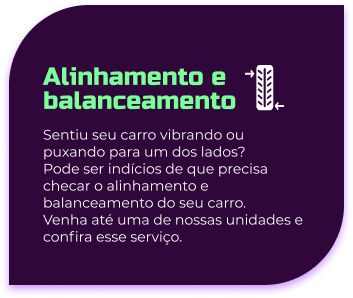 Alinhamento e
balanceamento
Sentiu seu carro vibrando ou
puxando para um dos lados?
Pode ser indícios de que precisa
checar o alinhamento e
balanceamento do seu carro.
Venha até uma de nossas unidades e
confira esse serviço.